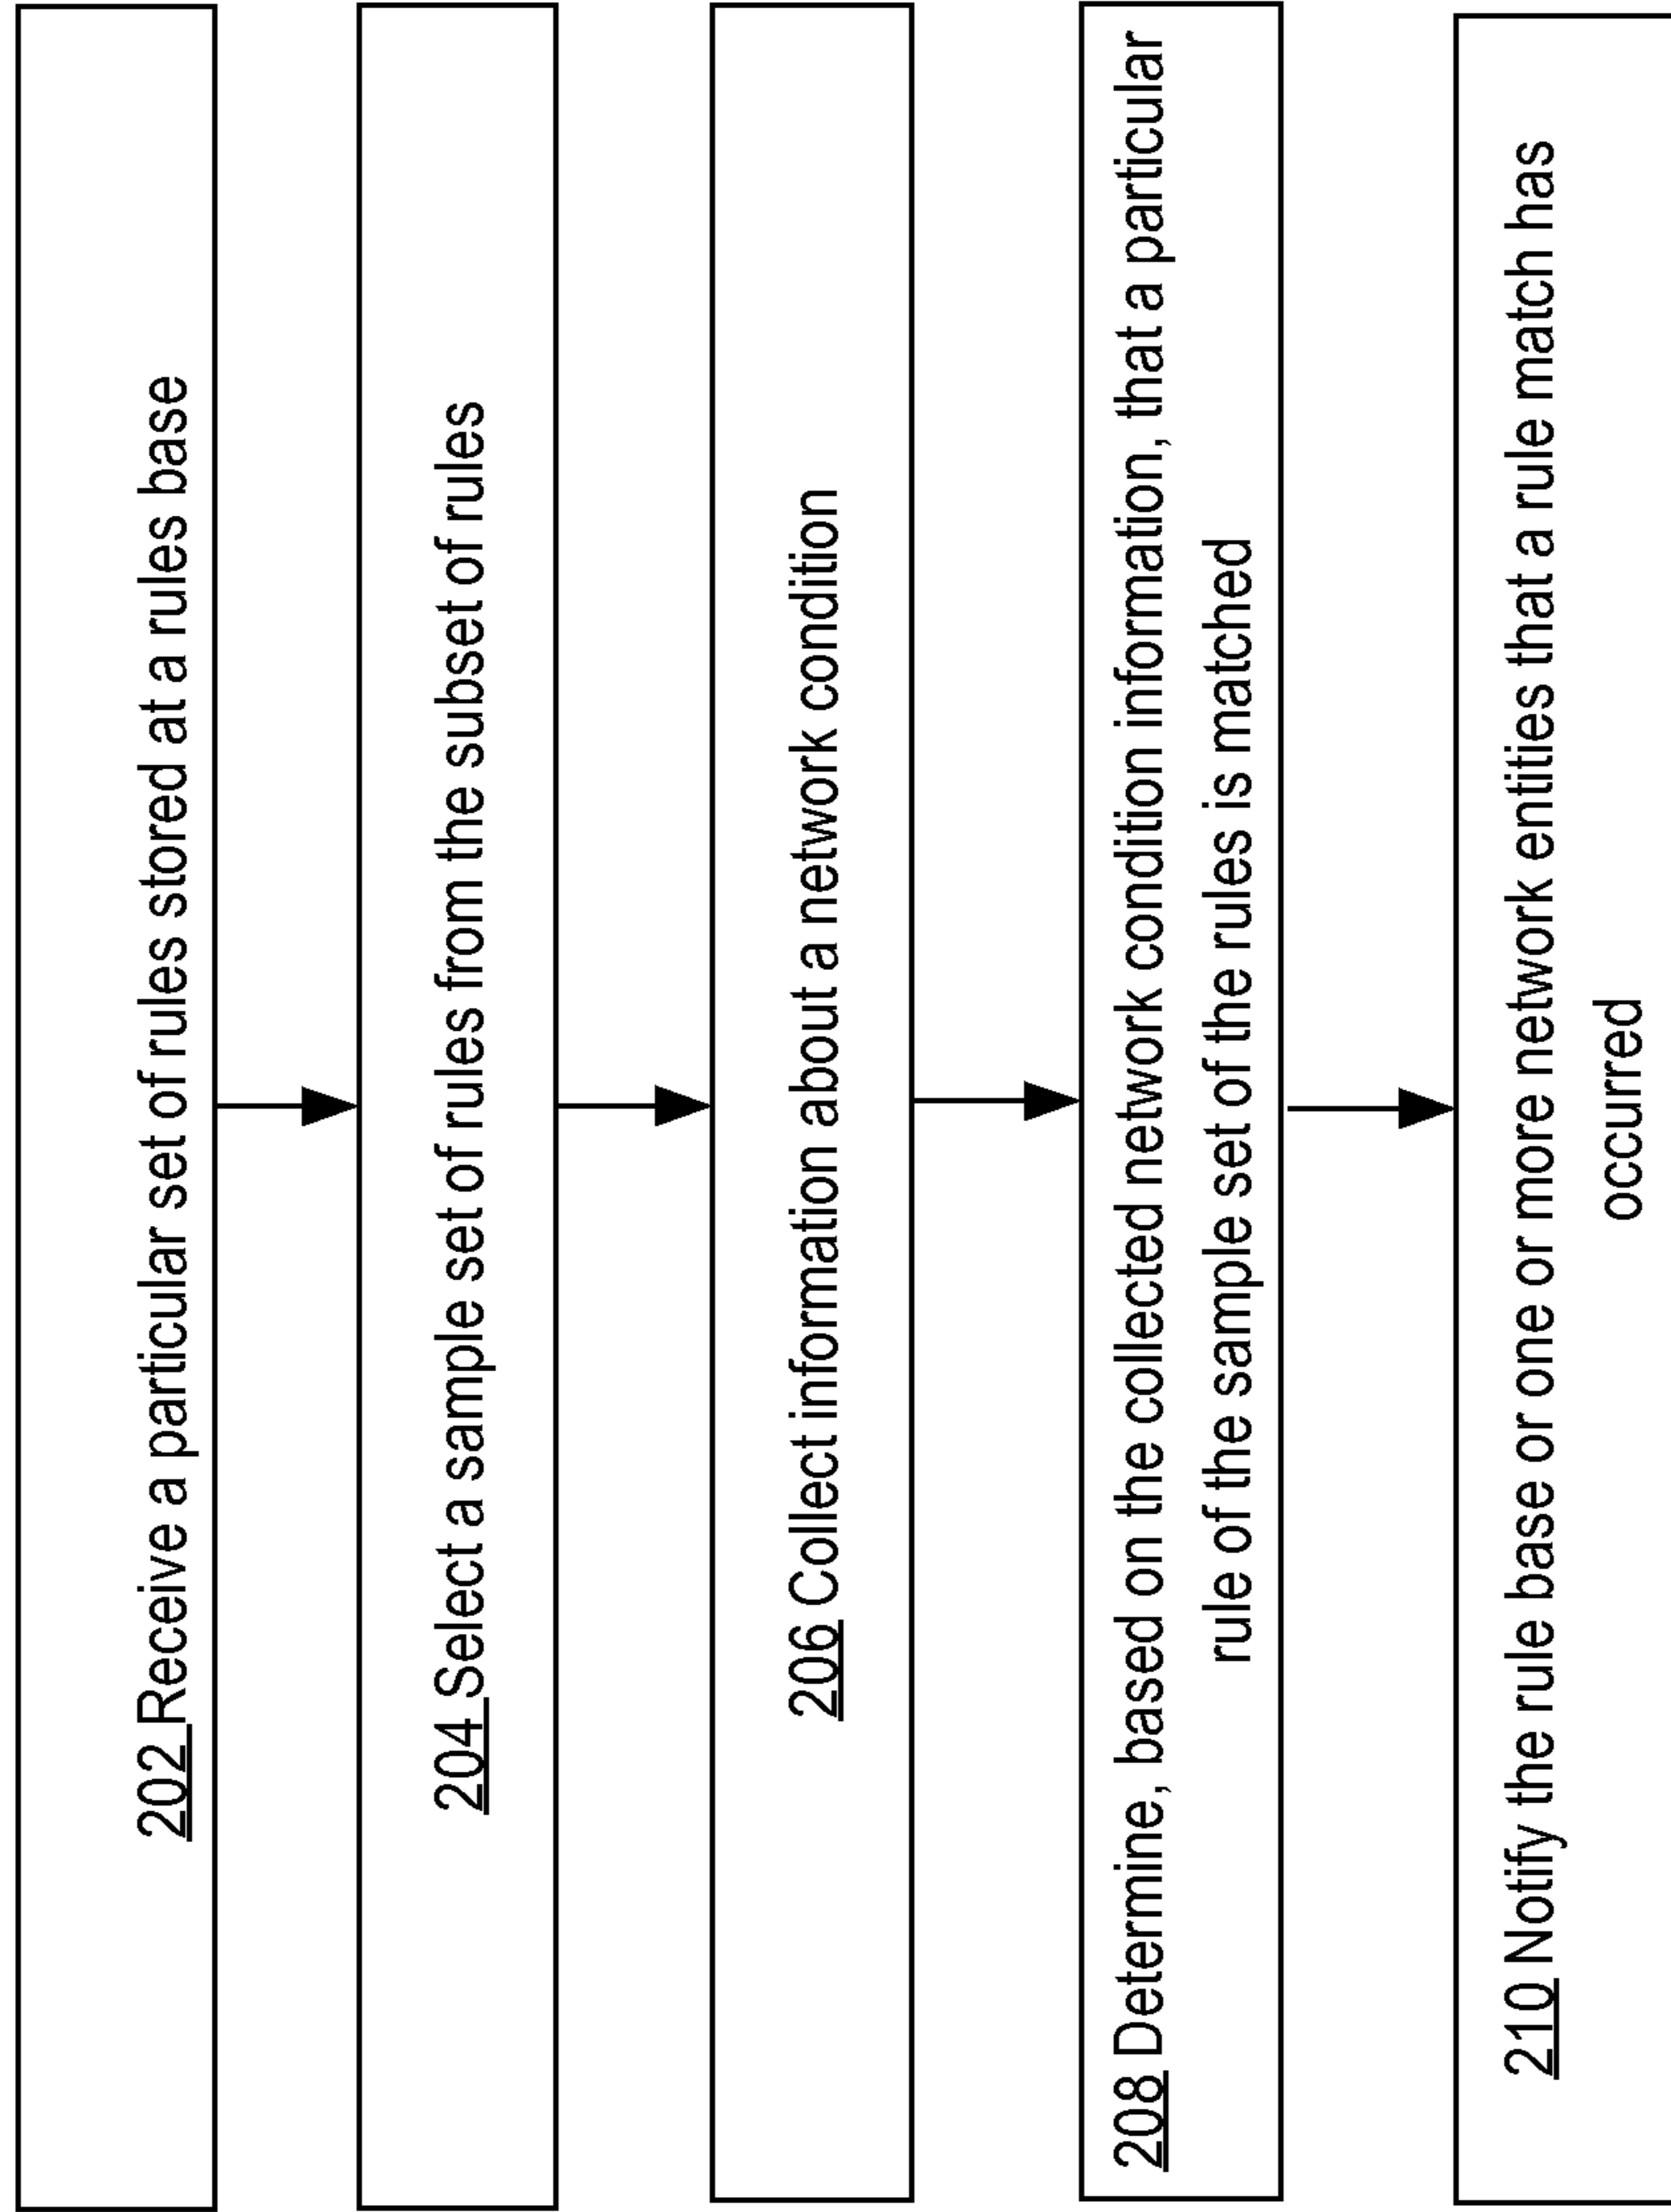 202 Receive a particular set of rules stored at a rules base
204 Select a sample set of rules from the subset of rules
206 Collect information about a network condition
208 Determine, based on the collected network condition information, that a particular
rule of the sample set of the rules is matched
210 Notify the rule base or one or more network entities that a rule match has
occurred